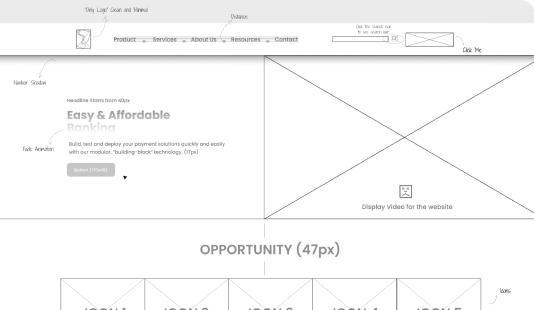 "Only Logo" Clean and Minimal
Distance
Click the search icon
to see search bar
Product
Services
About Us
Resources
Contact
Click Me
Navbar Shadow
Headline Starts from 40px
Easy & Affordable
Banking
Fade Animation
Build, test and deploy your payment solutions quickly and easily
with our modular, "building-block" technology. (17px)
Display Video for the website
OPPORTUNITY (47px)
Icons
ICON 1
ICON 2
ICON 3
ICON 4
ICON 5